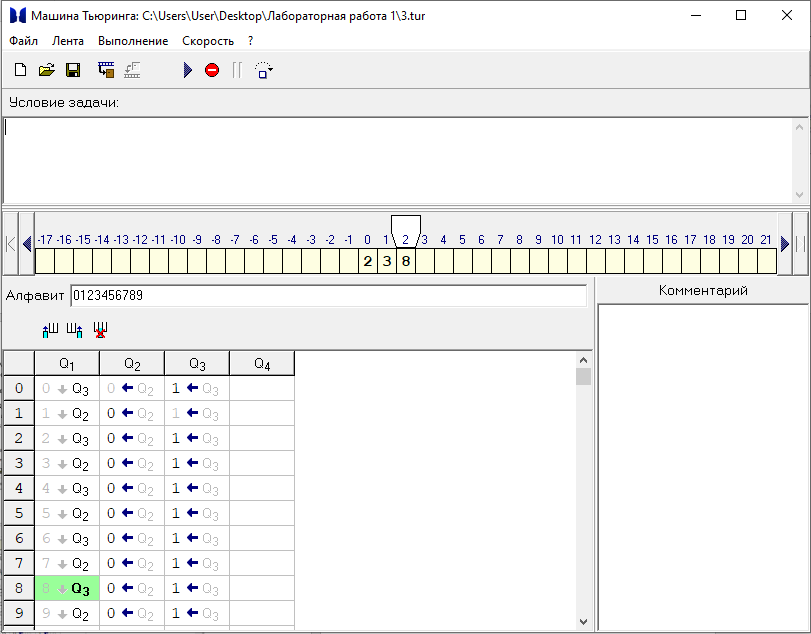 Машина Тьюринга: C:\Users\User\Desktop\Лабораторная работа 1\3.tur
Файл Лента Выполнение Скорость ?
Условие задачи:
-17 -16 -15 -14 -13 -12 -11 -10 -9 -8 -7 -6 -5 -4 -3 -2 -1 0 1 2 3 4 5 6 7 8 9 10 11 12 13 14 15 16 17 18 19 20 21
2 3 8
Алфавит 0123456789
Комментарий
Q1 Q2 Q3 Q4
0 0 Q3 0 ← Q2 1 ← Q3
1 1 Q2 0 ← Q2 1 ← Q3
2 2 Q3 0 ← Q2 1 ← Q3
3 3 Q2 0 ← Q2 1 ← Q3
4 4 Q3 0 ← Q2 1 ← Q3
5 5 Q2 0 ← Q2 1 ← Q3
6 6 Q3 0 ← Q2 1 ← Q3
7 7 Q2 0 ← Q2 1 ← Q3
8 8 Q3 0 ← Q2 1 ← Q3
9 9 Q2 0 ← Q2 1 ← Q3